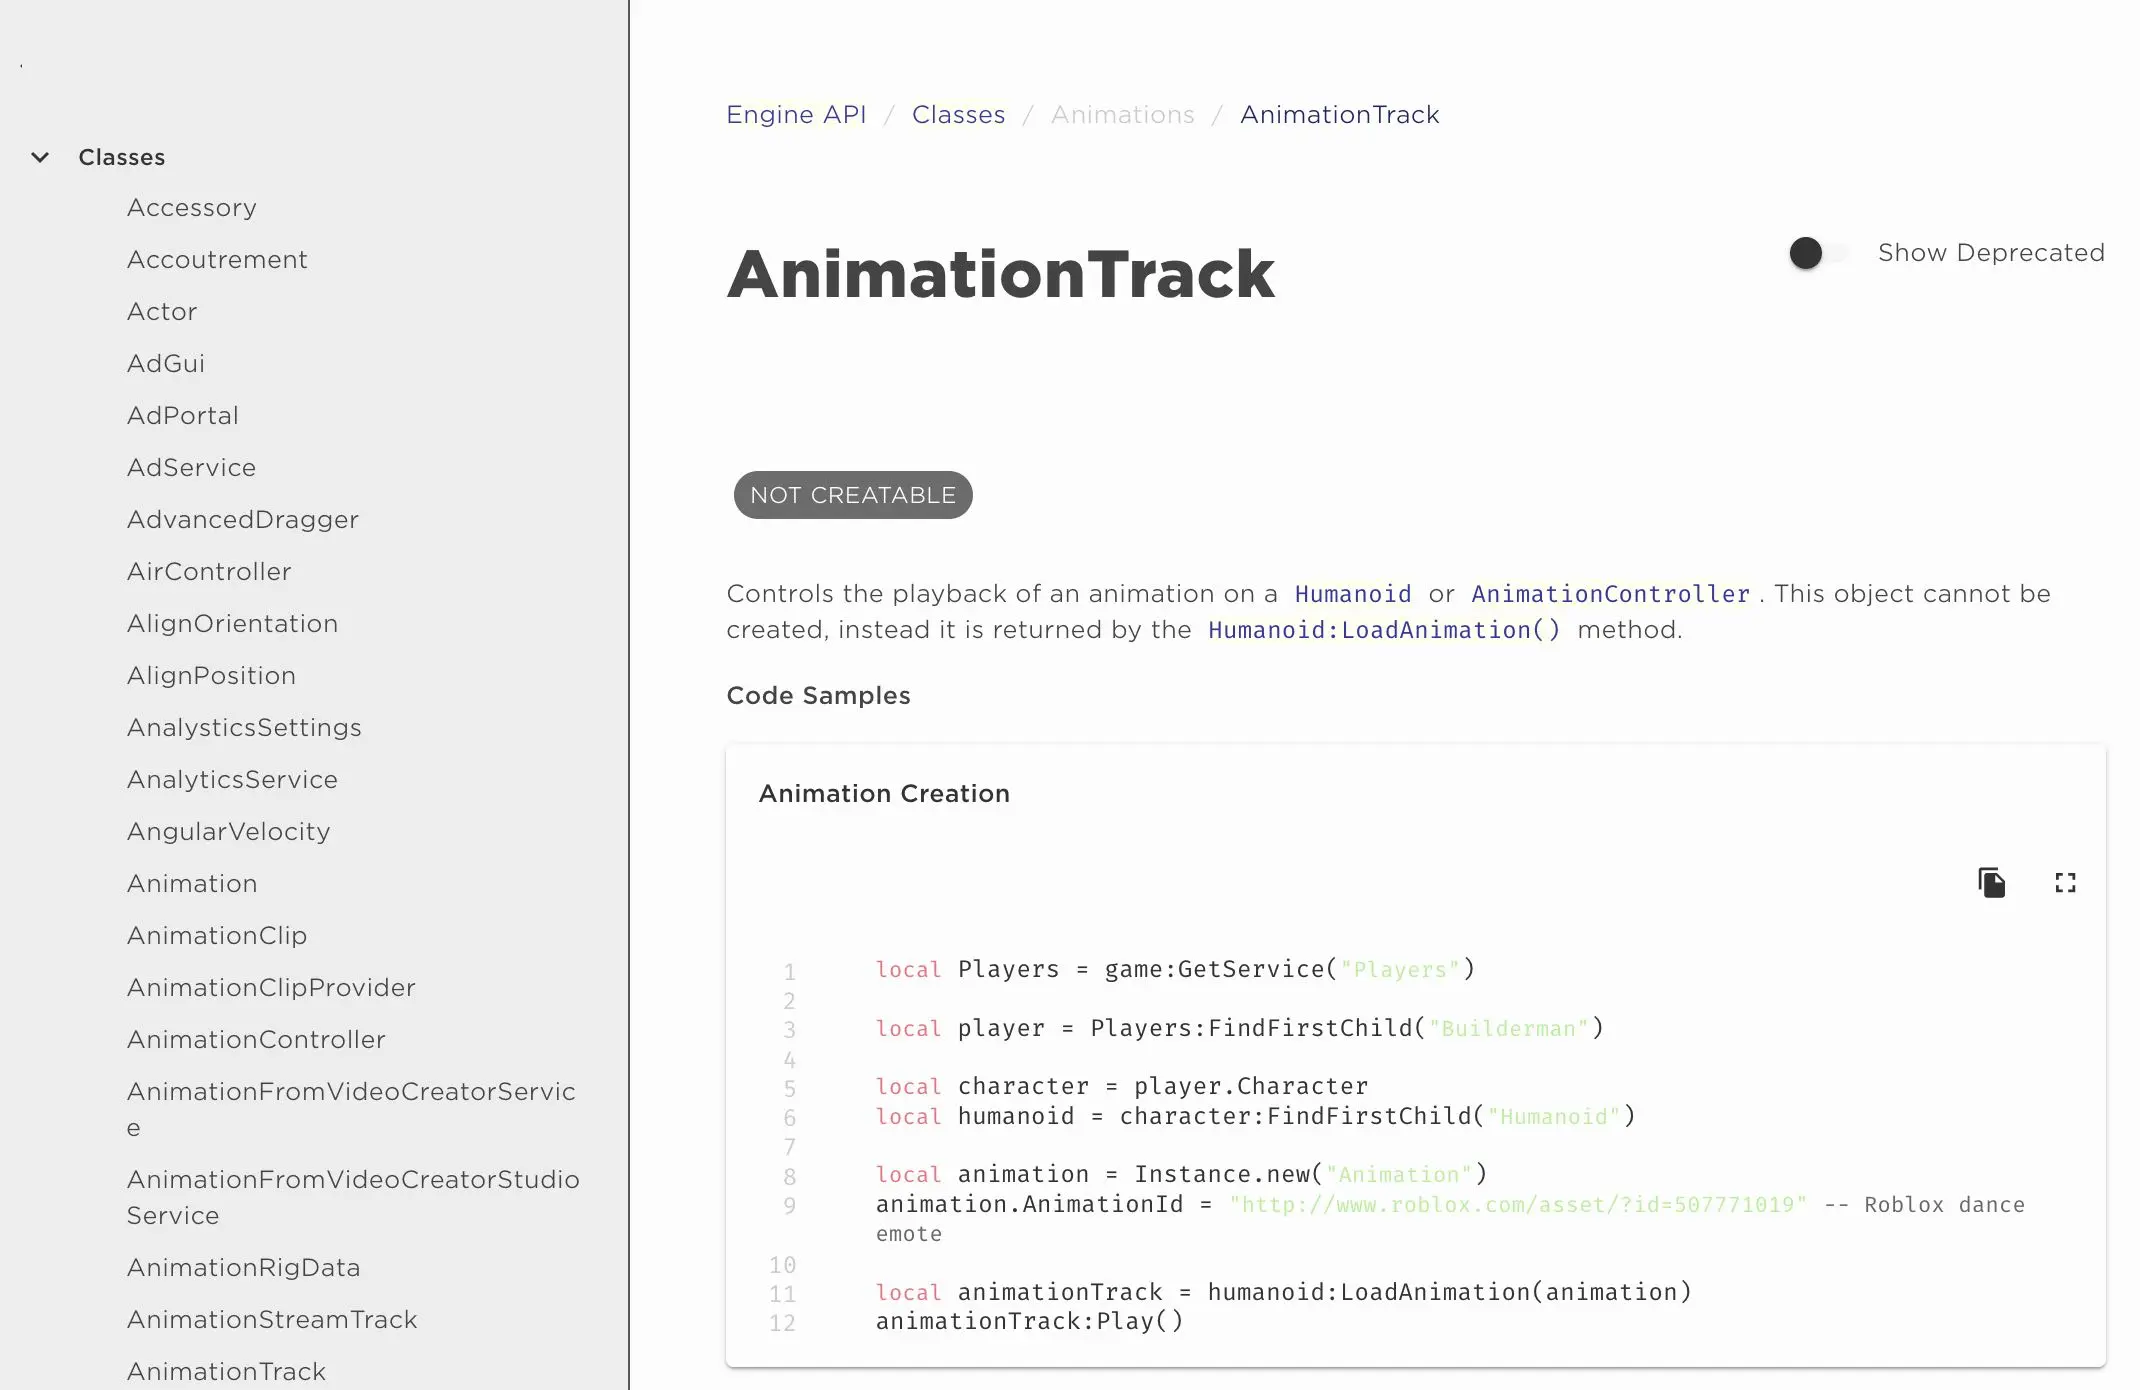 Classes
Accessory
Accoutrement
Actor
AdGui
AdPortal
AdService
AdvancedDragger
AirController
AlignOrientation
AlignPosition
AnalysticsSettings
AnalyticsService
AngularVelocity
Animation
AnimationClip
AnimationClipProvider
AnimationController
AnimationFromVideoCreatorServic
e
AnimationFromVideoCreatorStudio
Service
AnimationRigData
AnimationStreamTrack
AnimationTrack
Engine API / Classes / Animations / AnimationTrack
AnimationTrack
Show Deprecated
NOT CREATABLE
Controls the playback of an animation on a Humanoid or AnimationController . This object cannot be
created, instead it is returned by the Humanoid:LoadAnimation() method.
Code Samples
Animation Creation
1 local Players = game:GetService("Players")
2
3 local player = Players:FindFirstChild("Builderman")
4
5 local character = player.Character
6 local humanoid = character:FindFirstChild("Humanoid")
7
8 local animation = Instance.new("Animation")
9 animation.AnimationId = "http://www.roblox.com/asset/?id=507771019" -- Roblox dance
emote
10
11 local animationTrack = humanoid:LoadAnimation(animation)
12 animationTrack:Play()